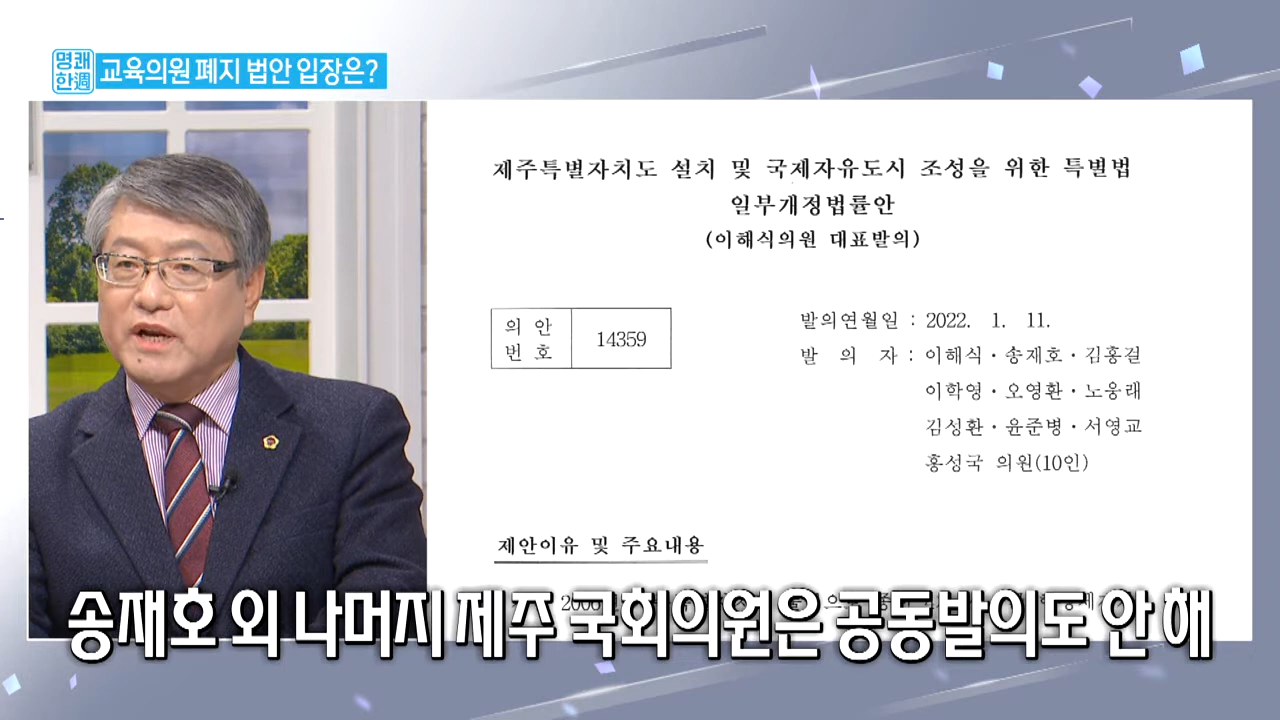 명쾌
한週
교육의원 폐지 법안 입장은?
제주특별자치도 설치 및 국제자유도시 조성을 위한 특별법
일부개정법률안
(이해식의원 대표발의)
의 안
번 호
14359
발의연월일 : 2022. 1. 11.
발 의 자 : 이해식·송재호·김홍걸
이학영·오영환·노웅래
김성환·윤준병·서영교
홍성국 의원(10인)
제안이유 및 주요내용
송재호 외 나머지 제주 국회의원은 공동발의도 안 해